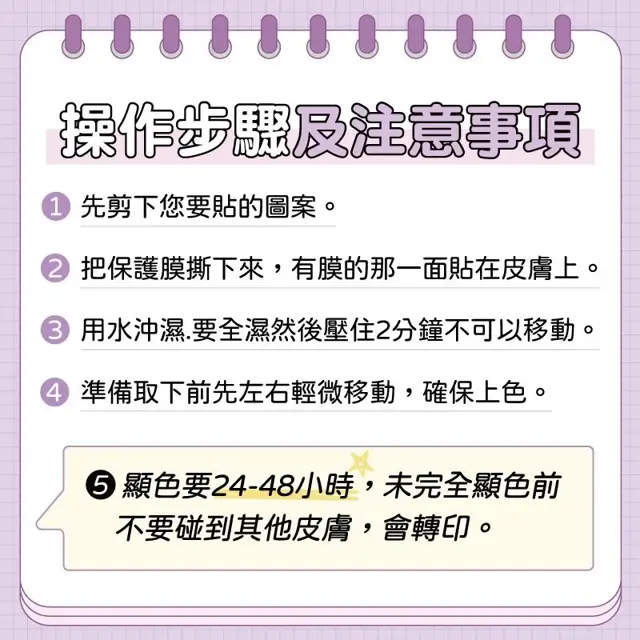 操作步驟及注意事項
1 先剪下您要貼的圖案。
2 把保護膜撕下來，有膜的那一面貼在皮膚上。
3 用水沖濕.要全濕然後壓住2分鐘不可以移動。
4 準備取下前先左右輕微移動，確保上色。
5 顯色要24-48小時，未完全顯色前
不要碰到其他皮膚，會轉印。